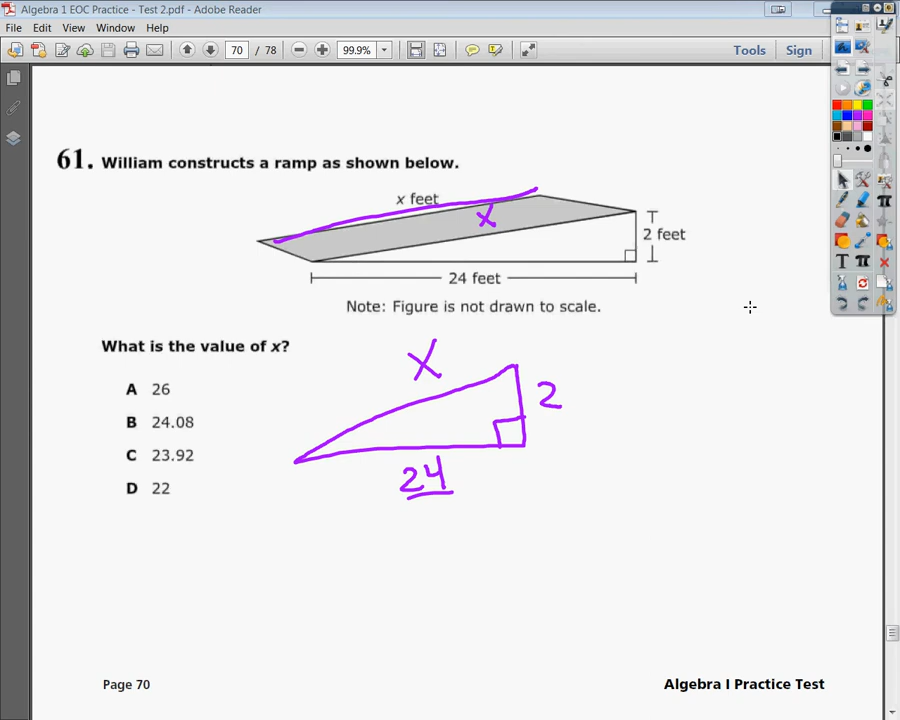 Algebra 1 EOC Practice - Test 2.pdf - Adobe Reader
File Edit View Window Help
70 / 78 99.9% Tools Sign
61. William constructs a ramp as shown below.
x feet
x
2 feet
24 feet
Note: Figure is not drawn to scale.
What is the value of x?
A 26
B 24.08
C 23.92
D 22
x
2
24
Page 70
Algebra I Practice Test